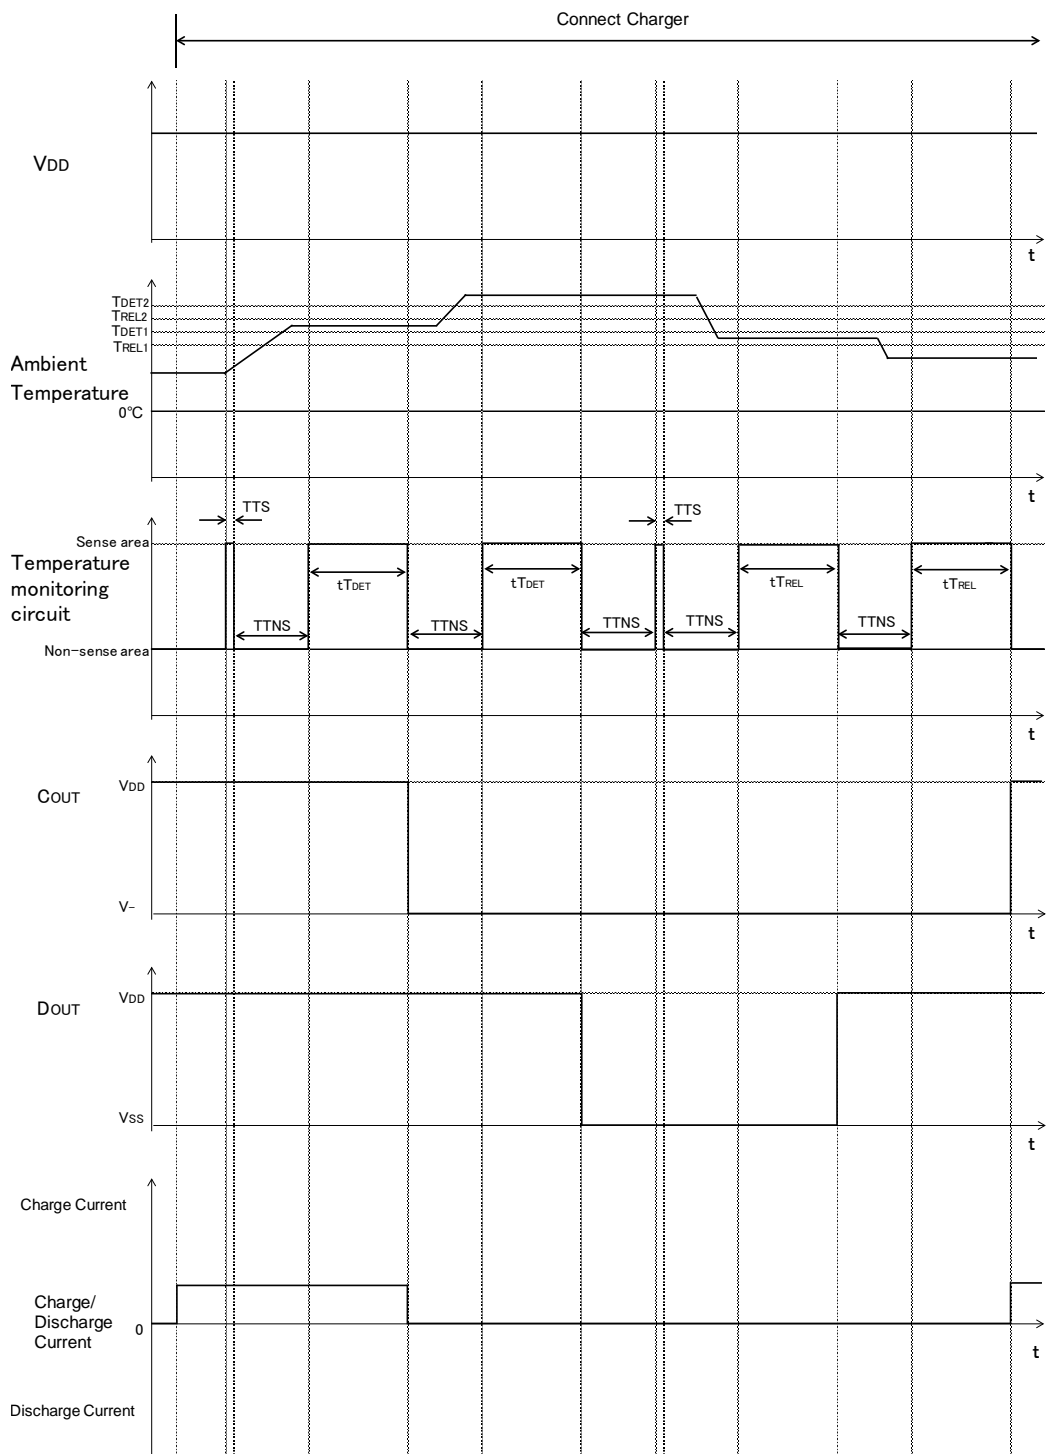 Connect Charger
VDD
t
TDET2
TREL2
TDET1
TREL1
Ambient
Temperature
0℃
t
TTS
TTS
Sense area
Temperature
monitoring
circuit
tTDET
tTDET
tTREL
tTREL
TTNS
TTNS
TTNS
TTNS
TTNS
Non-sense area
t
VDD
COUT
V-
t
VDD
DOUT
VSS
t
Charge Current
Charge/
Discharge
Current
0
t
Discharge Current